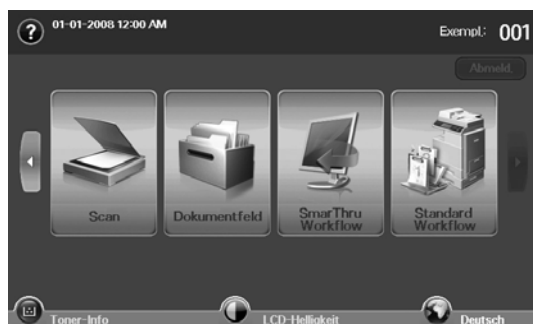 ?
01-01-2008 12:00 AM
Exempl.: 001
Abmeld.
Scan
Dokumentfeld
SmarThru
Workflow
Standard
Workflow
Toner-Info
LCD-Helligkeit
Deutsch